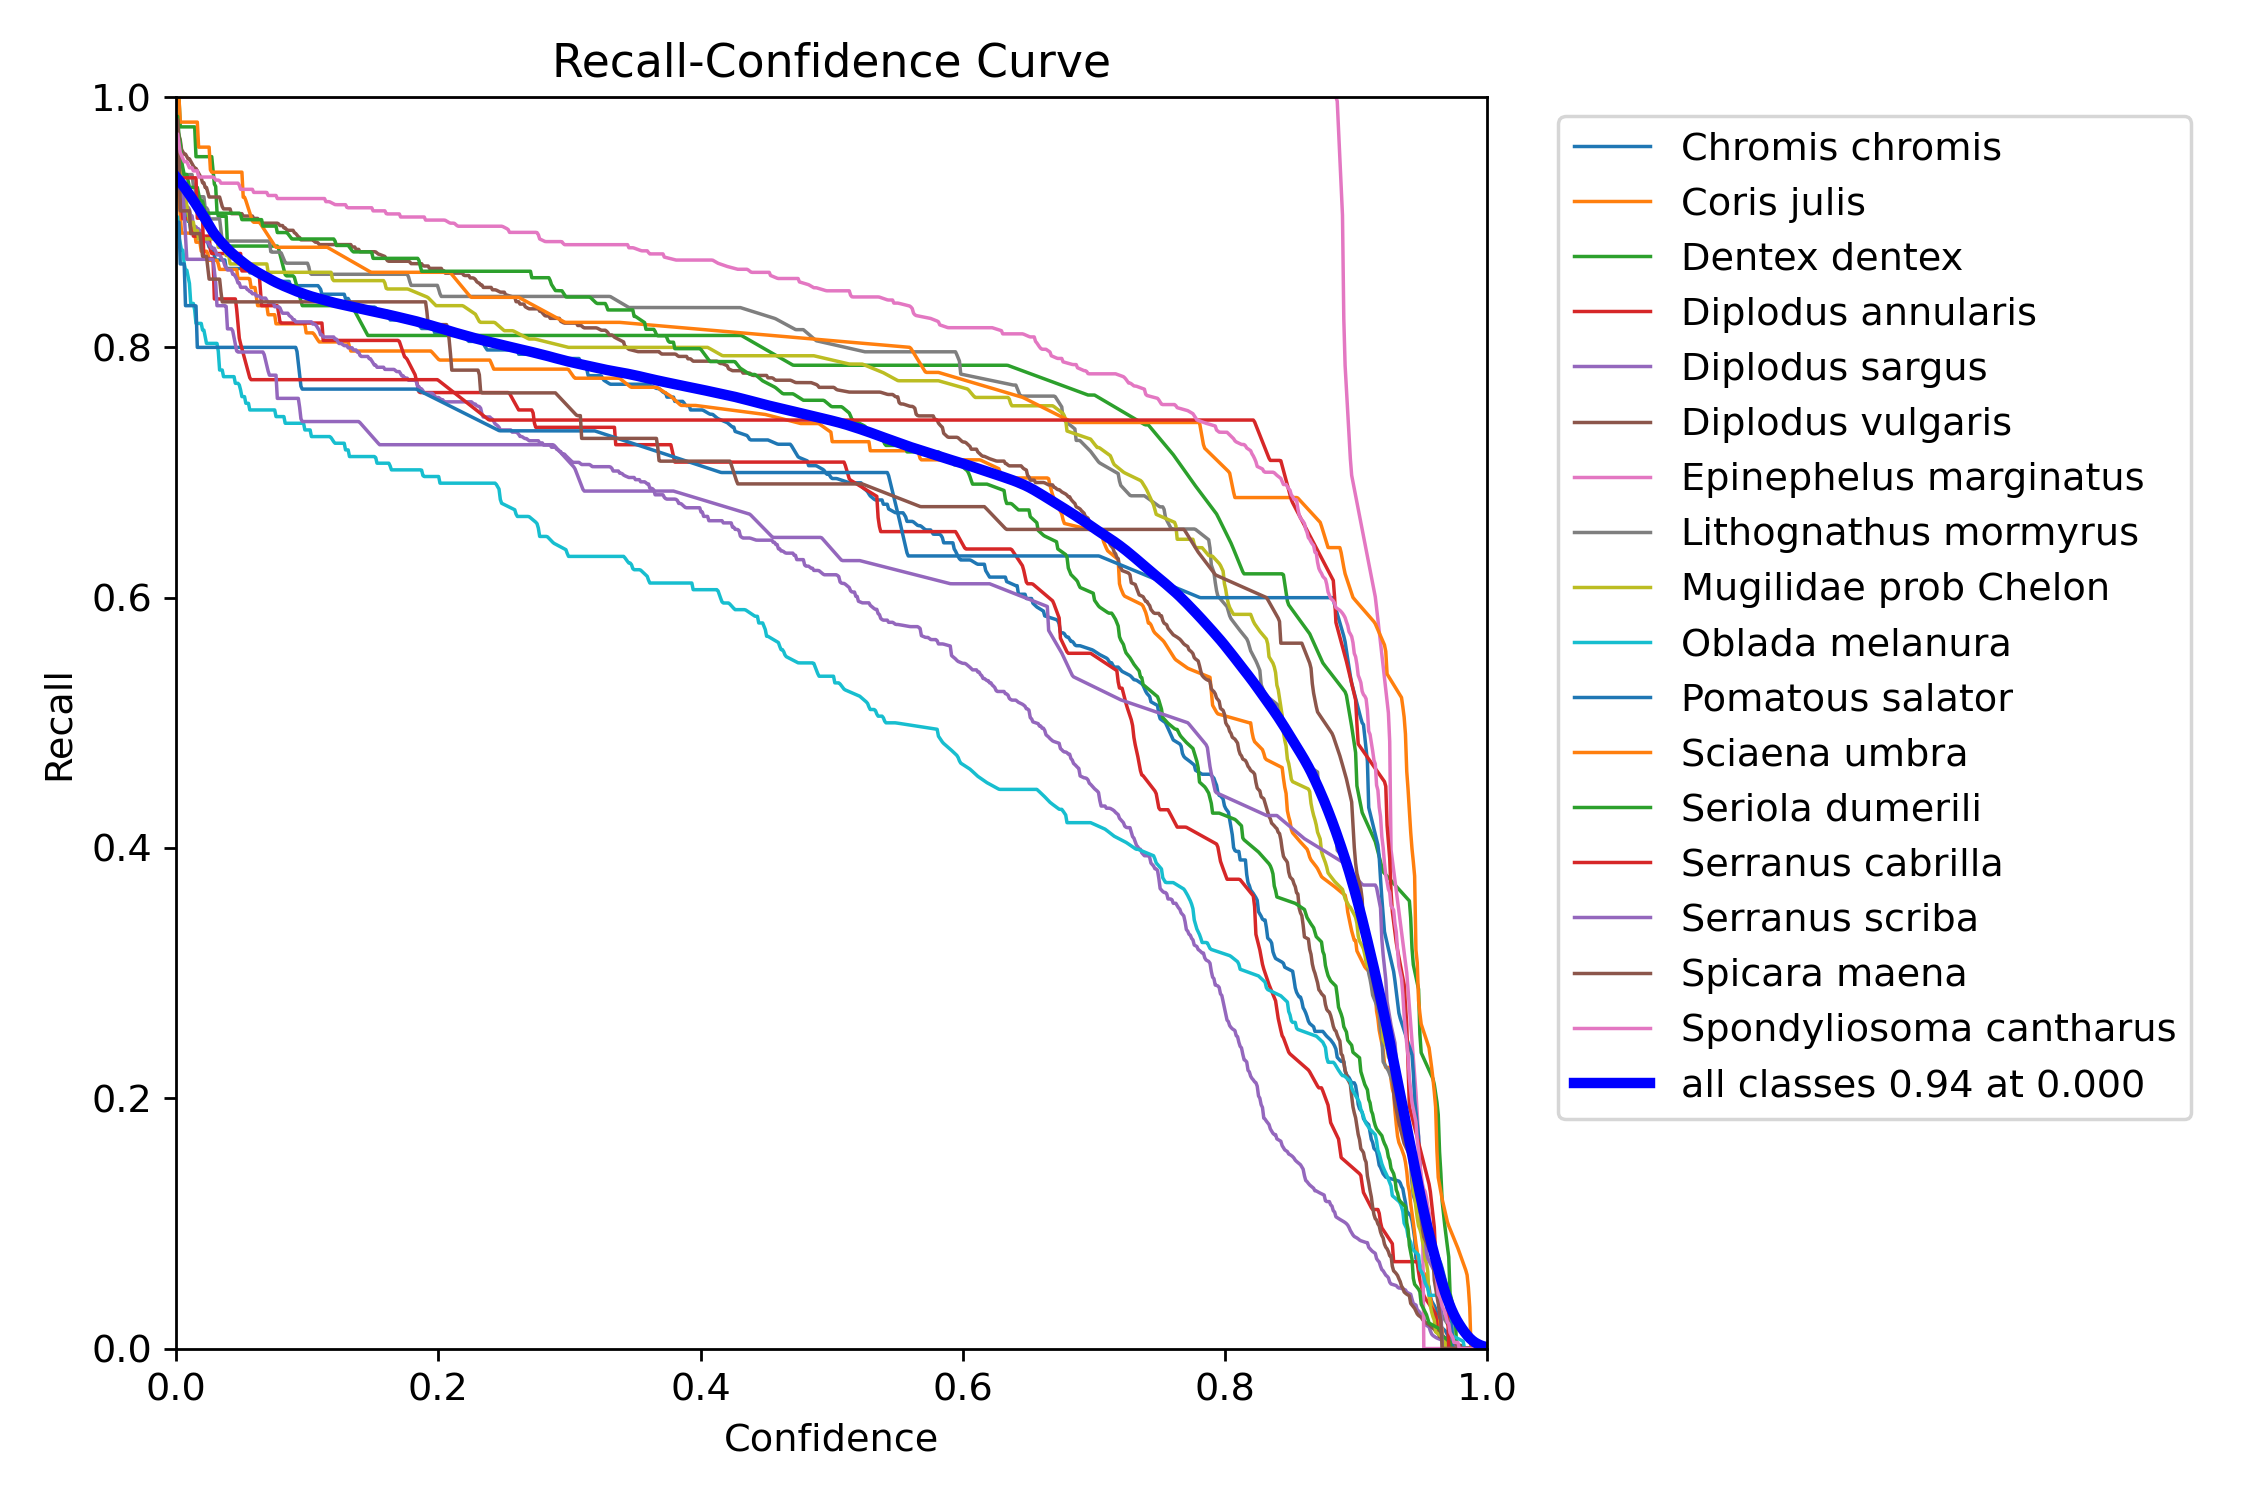 Recall-Confidence Curve
1.0
0.8
0.6
0.4
0.2
0.0
Recall
0.0 0.2 0.4 0.6 0.8 1.0
Confidence
Chromis chromis
Coris julis
Dentex dentex
Diplodus annularis
Diplodus sargus
Diplodus vulgaris
Epinephelus marginatus
Lithognathus mormyrus
Mugilidae prob Chelon
Oblada melanura
Pomatous salator
Sciaena umbra
Seriola dumerili
Serranus cabrilla
Serranus scriba
Spicara maena
Spondyliosoma cantharus
all classes 0.94 at 0.000